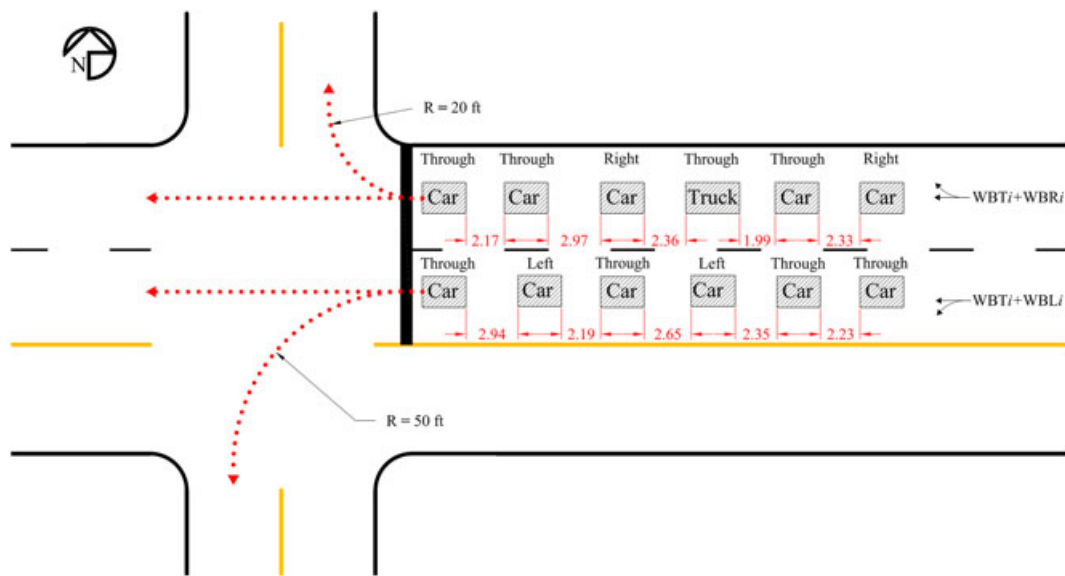 N
R = 20 ft
Through Through Right Through Through Right
Car Car Car Truck Car Car
WBTi+WBRi
2.17 2.97 2.36 1.99 2.33
Through Left Through Left Through Through
Car Car Car Car Car Car
WBTi+WBLi
2.94 2.19 2.65 2.35 2.23
R = 50 ft